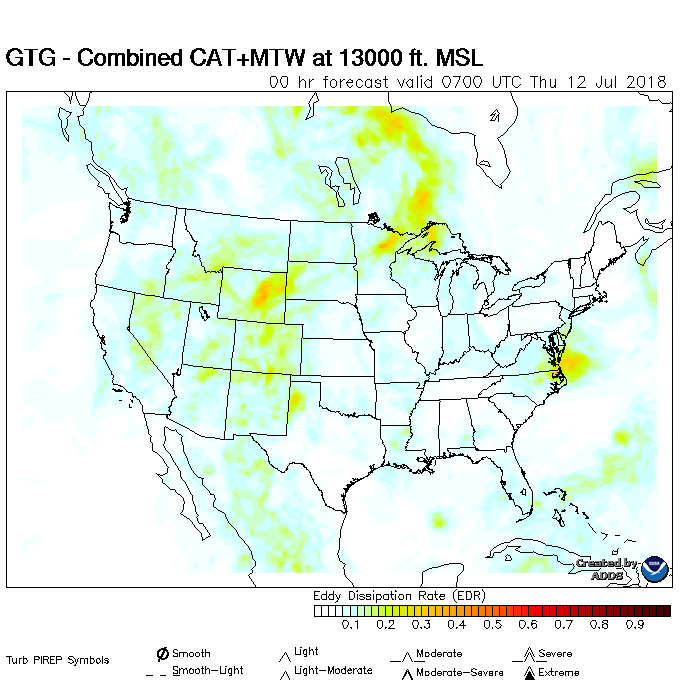 GTG - Combined CAT+MTW at 13000 ft. MSL
00 hr forecast valid 0700 UTC Thu 12 Jul 2018
Created by
ADDS
Eddy Dissipation Rate (EDR)
0.1 0.2 0.3 0.4 0.5 0.6 0.7 0.8 0.9
Turb PIREP Symbols
Smooth Light Moderate Severe
Smooth-Light Light-Moderate Moderate-Severe Extreme